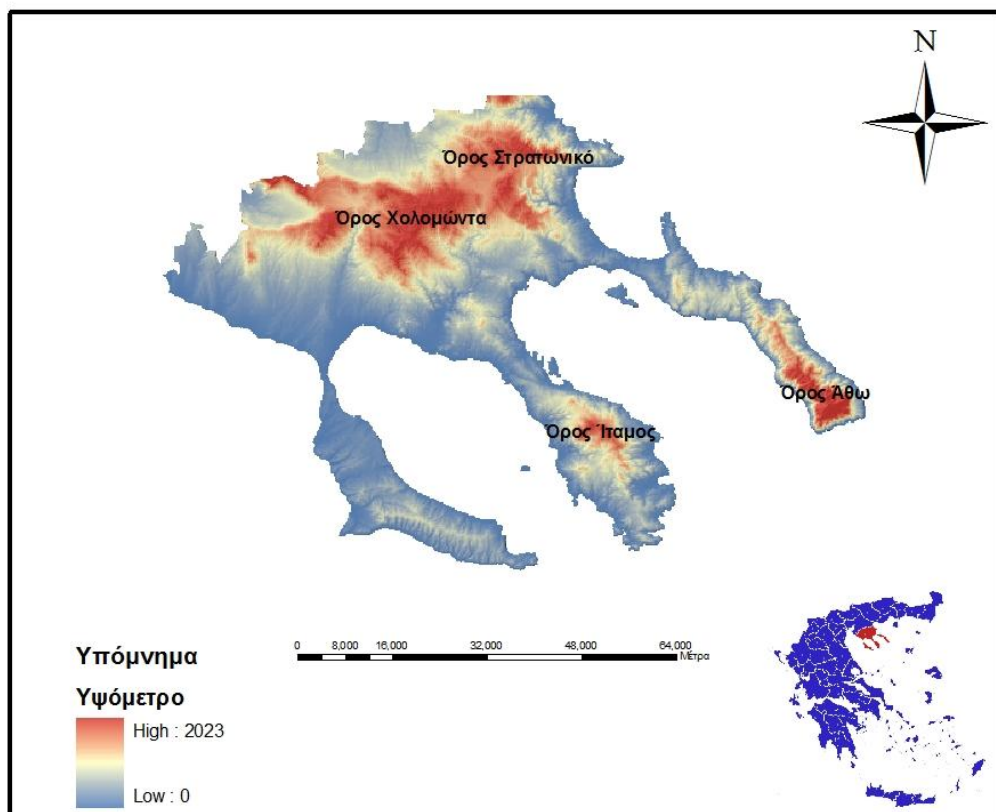 N
Όρος Στρατωνικό
Όρος Χολομώντα
Όρος Άθω
Όρος Ίταμος
0 8,000 16,000 32,000 48,000 64,000
Μέτρα
Υπόμνημα
Υψόμετρο
High : 2023
Low : 0